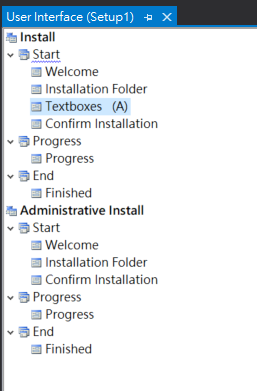 User Interface (Setup1)
Install
Start
Welcome
Installation Folder
Textboxes (A)
Confirm Installation
Progress
Progress
End
Finished
Administrative Install
Start
Welcome
Installation Folder
Confirm Installation
Progress
Progress
End
Finished